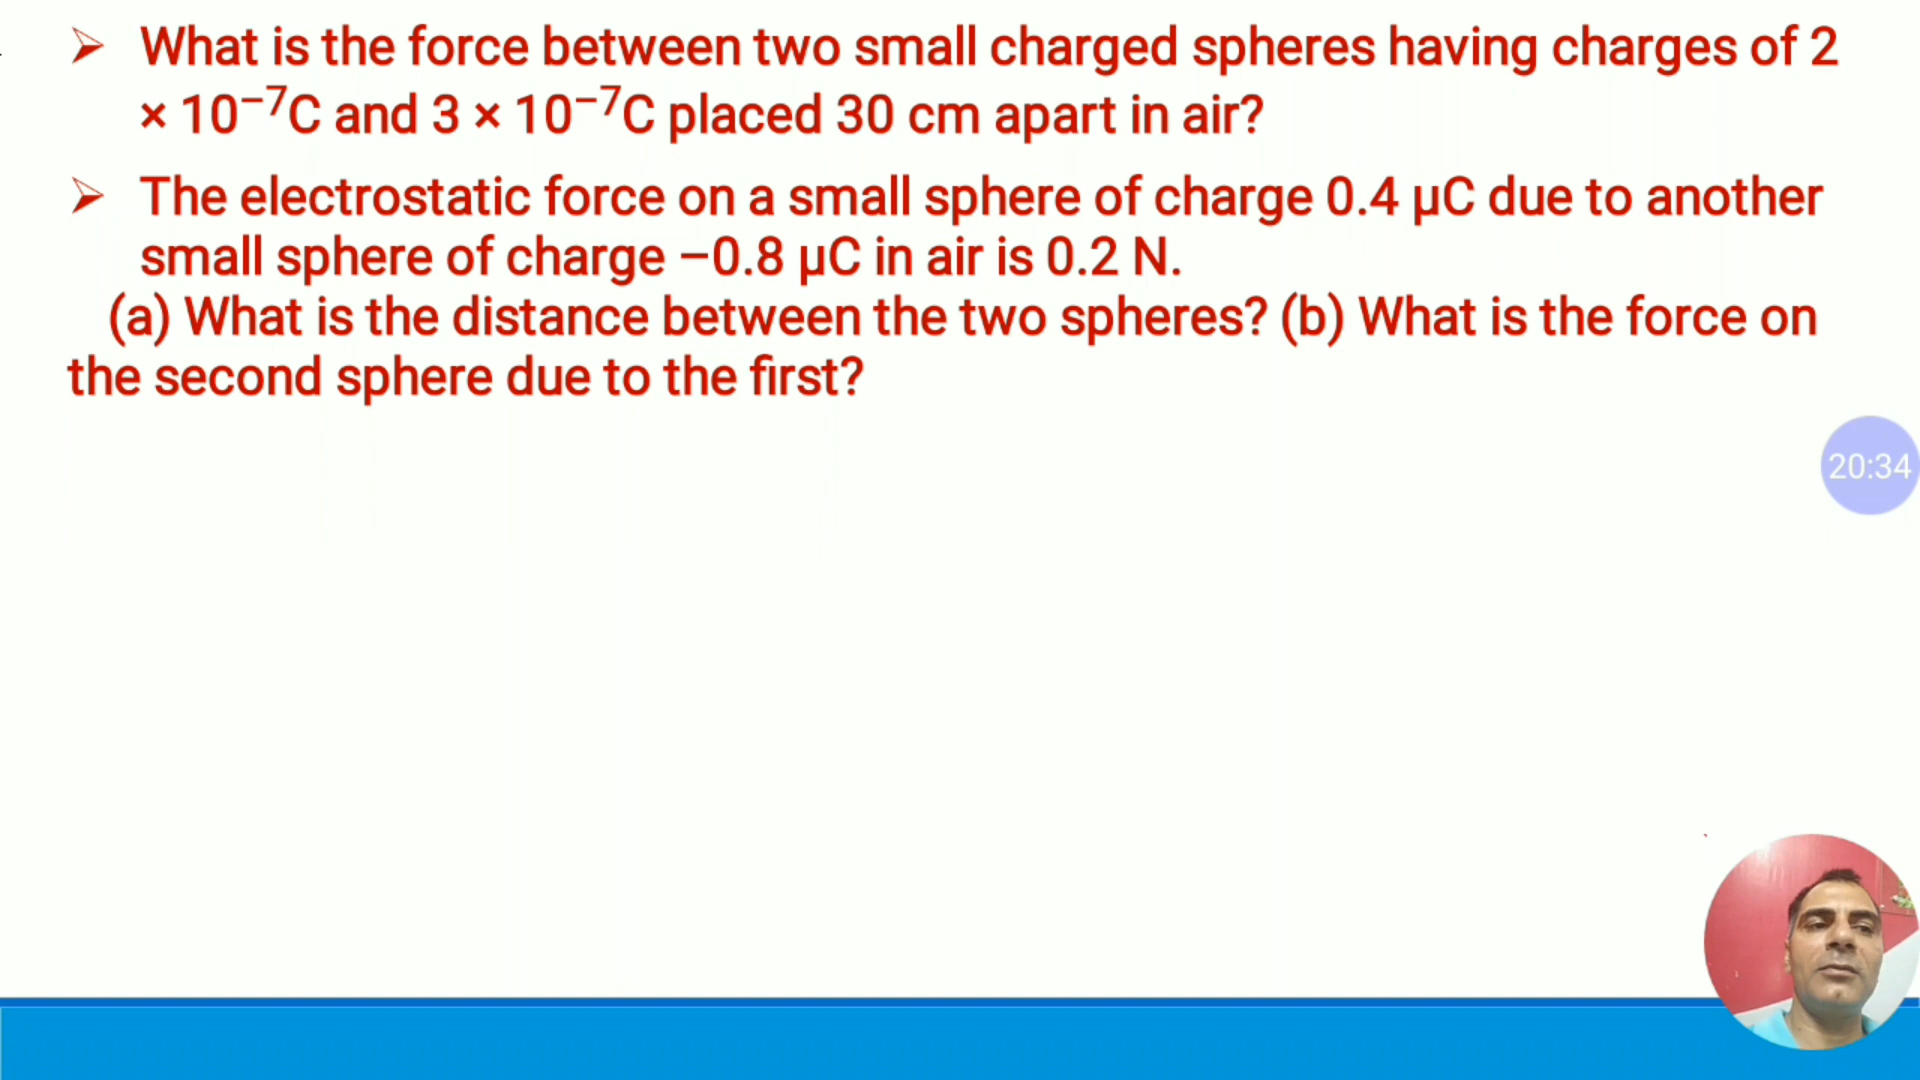 ➢ What is the force between two small charged spheres having charges of 2
× 10⁻⁷C and 3 × 10⁻⁷C placed 30 cm apart in air?
➢ The electrostatic force on a small sphere of charge 0.4 μC due to another
small sphere of charge –0.8 μC in air is 0.2 N.
(a) What is the distance between the two spheres? (b) What is the force on
the second sphere due to the first?
20:34